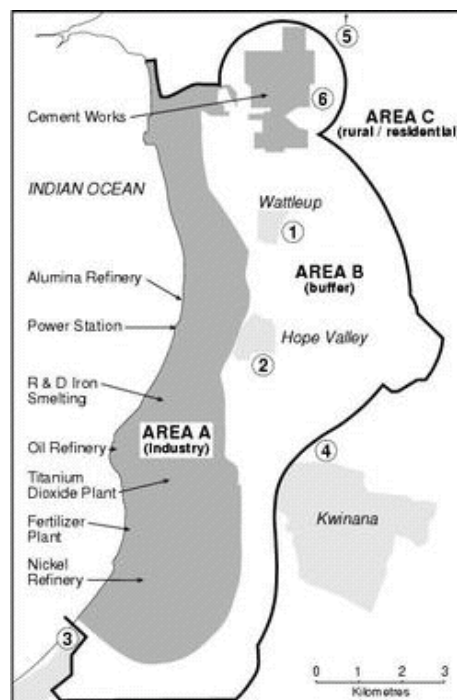 5
6
Cement Works
AREA C
(rural / residential)
INDIAN OCEAN
Wattleup
1
AREA B
(buffer)
Alumina Refinery
Power Station
Hope Valley
2
R & D Iron
Smelting
AREA A
(Industry)
Oil Refinery
4
Titanium
Dioxide Plant
Kwinana
Fertilizer
Plant
Nickel
Refinery
3
0 1 2 3
Kilometres